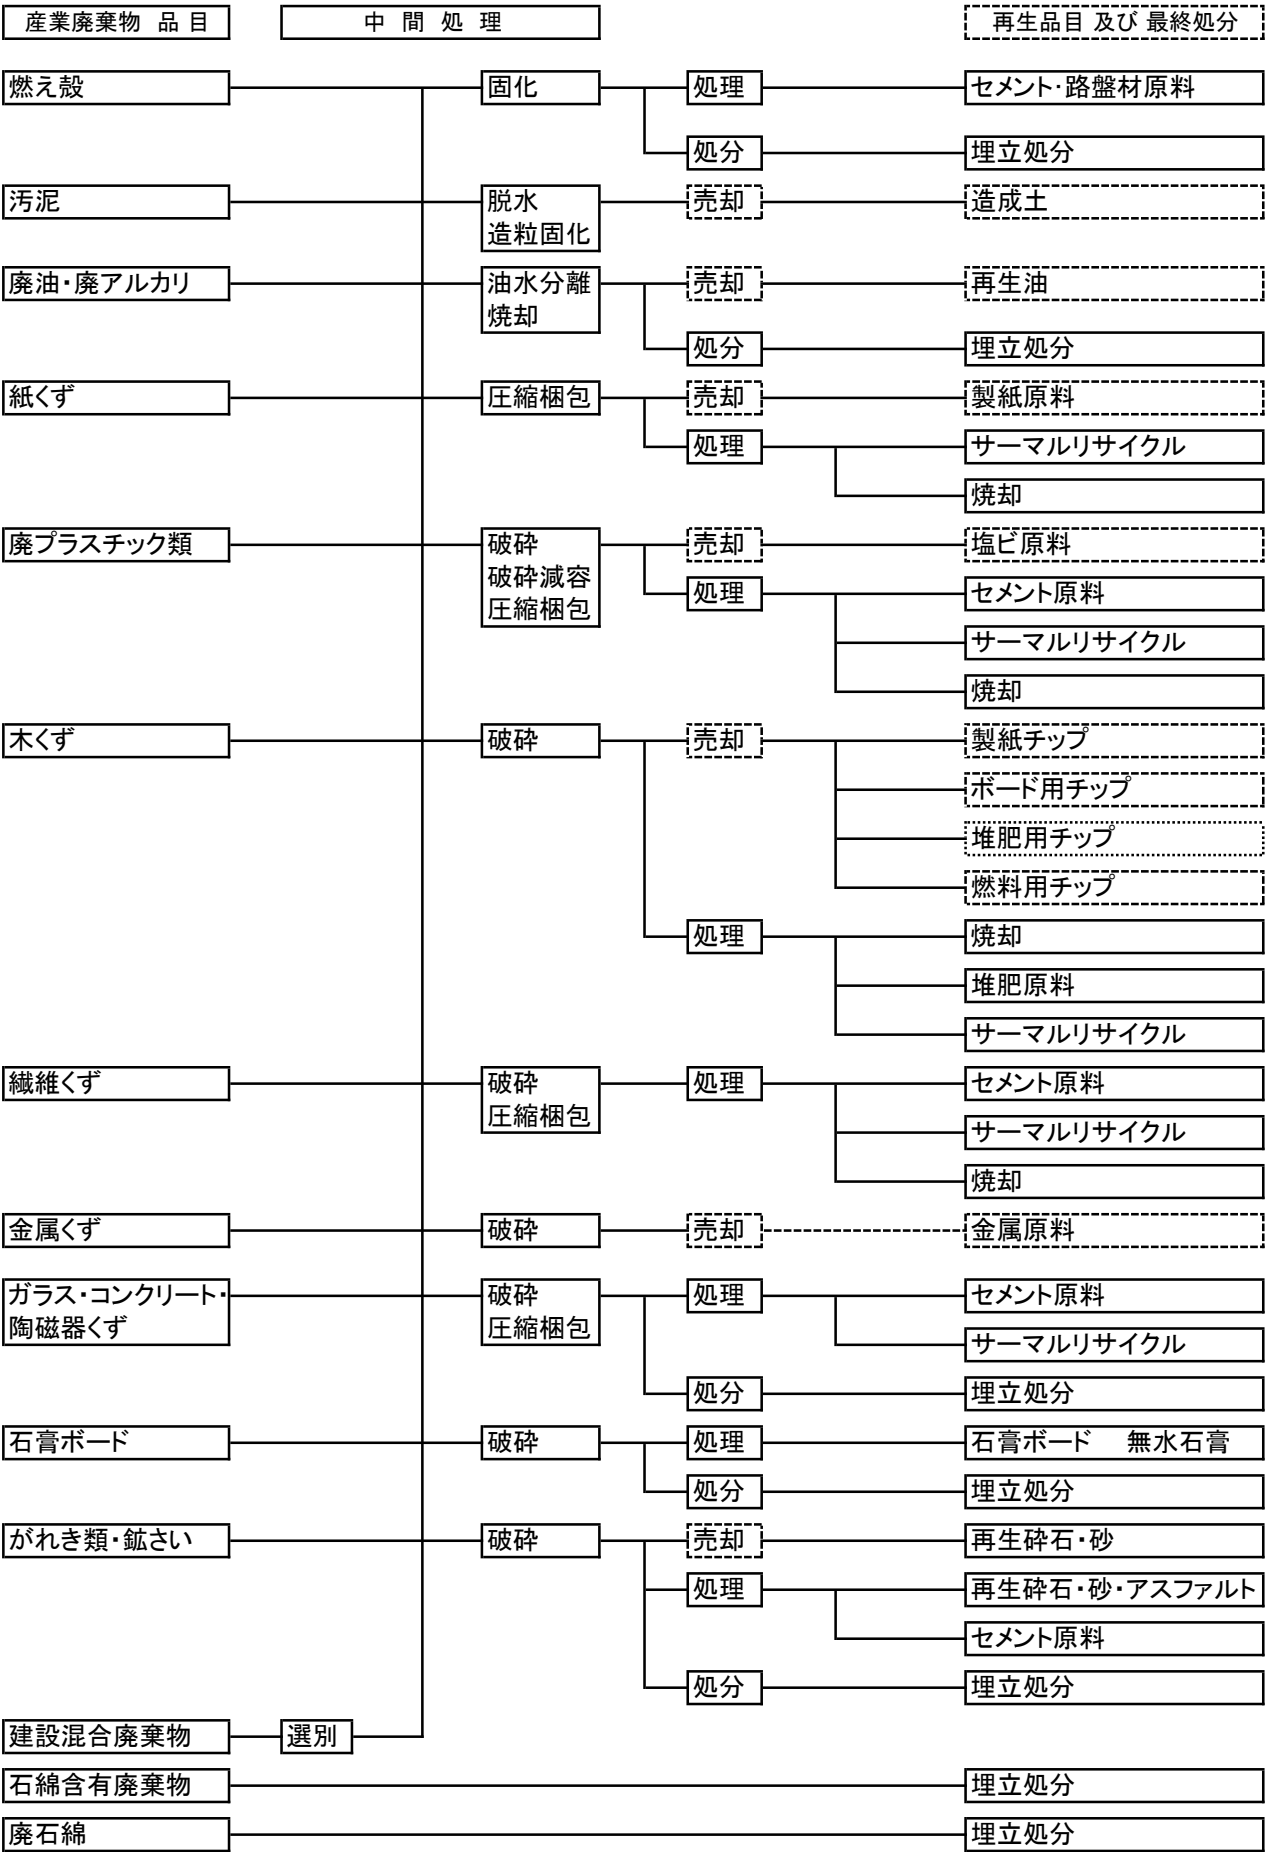 産業廃棄物 品目 中間処理 再生品目 及び 最終処分
燃え殻 固化 処理 セメント・路盤材原料
処分 埋立処分
汚泥 脱水 売却 造成土
造粒固化
廃油・廃アルカリ 油水分離 売却 再生油
焼却
処分 埋立処分
紙くず 圧縮梱包 売却 製紙原料
処理 サーマルリサイクル
焼却
廃プラスチック類 破砕 売却 塩ビ原料
破砕減容
処理 セメント原料
圧縮梱包
サーマルリサイクル
焼却
木くず 破砕 売却 製紙チップ
ボード用チップ
堆肥用チップ
燃料用チップ
処理 焼却
堆肥原料
サーマルリサイクル
繊維くず 破砕 処理 セメント原料
圧縮梱包
サーマルリサイクル
焼却
金属くず 破砕 売却 金属原料
ガラス・コンクリート・ 破砕 処理 セメント原料
陶磁器くず 圧縮梱包
サーマルリサイクル
処分 埋立処分
石膏ボード 破砕 処理 石膏ボード 無水石膏
処分 埋立処分
がれき類・鉱さい 破砕 売却 再生砕石・砂
処理 再生砕石・砂・アスファルト
セメント原料
処分 埋立処分
建設混合廃棄物 選別
石綿含有廃棄物 埋立処分
廃石綿 埋立処分